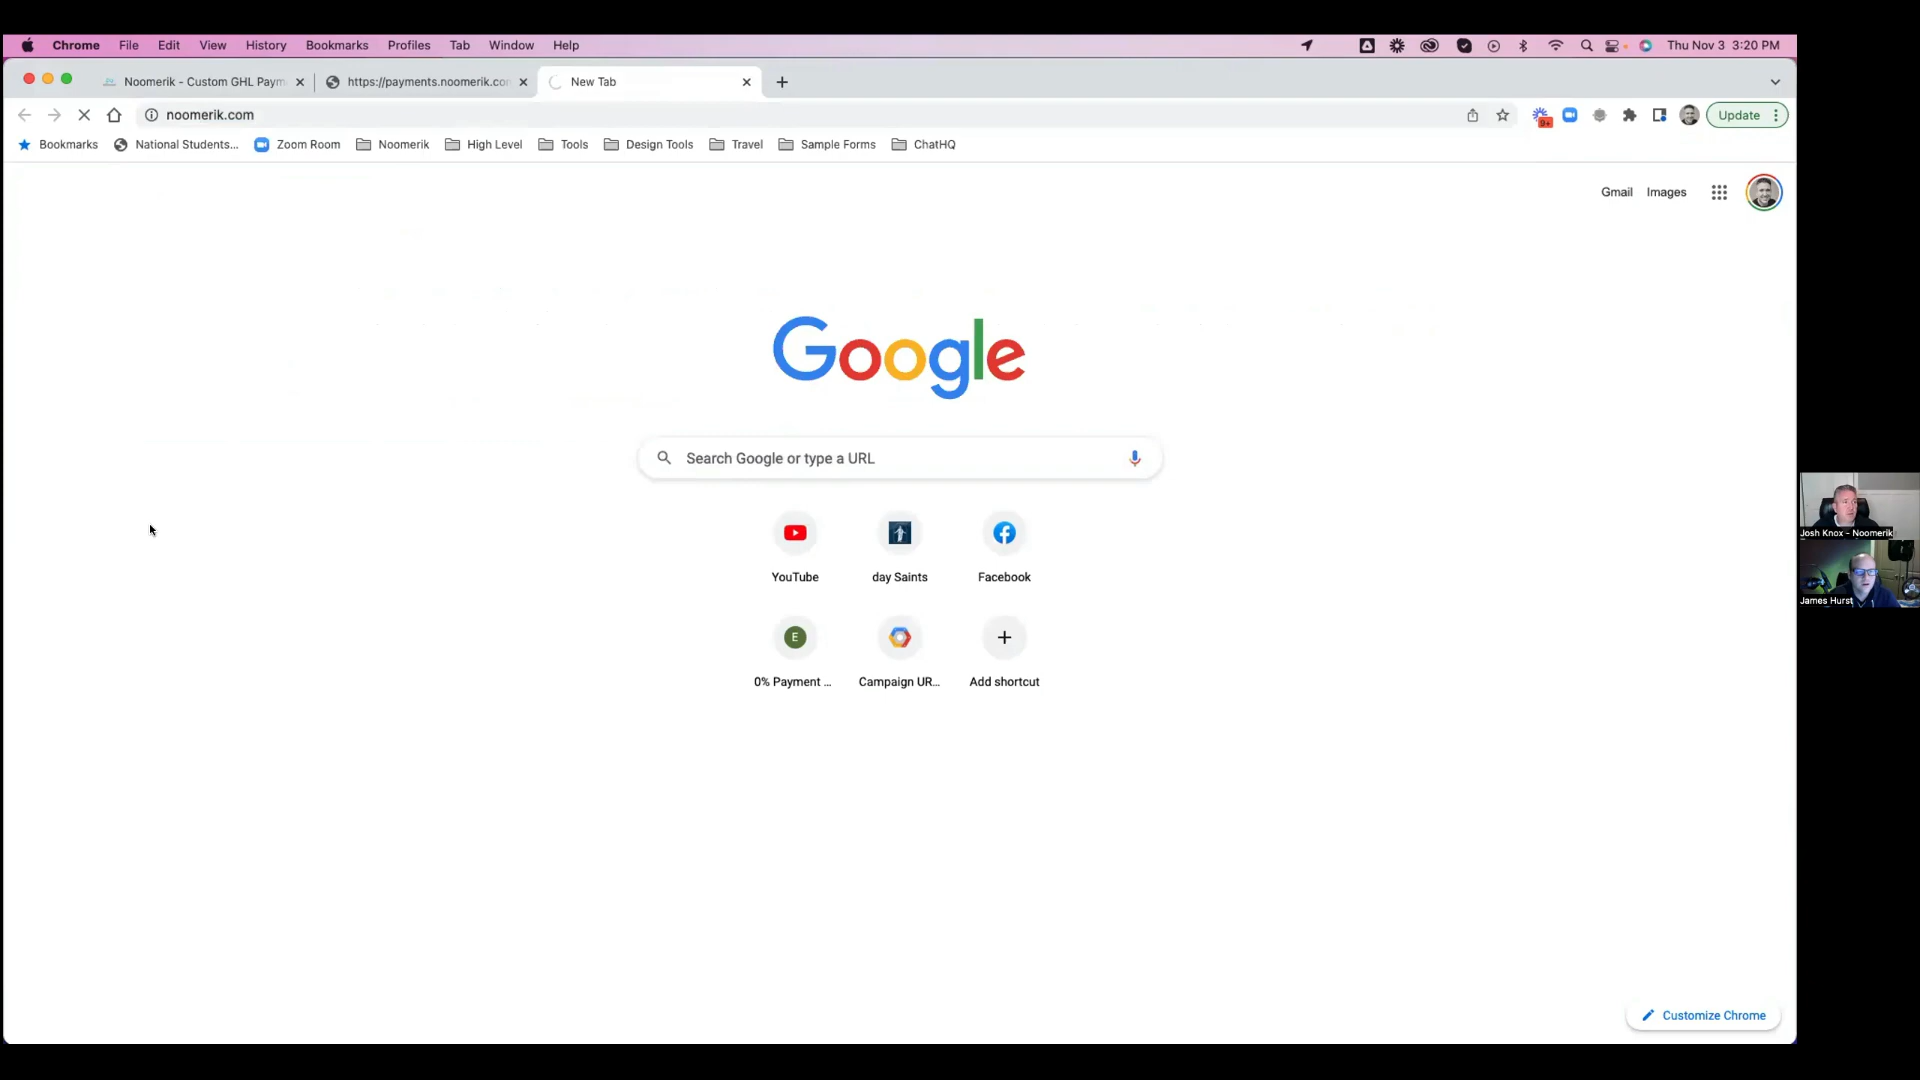 Chrome File Edit View History Bookmarks Profiles Tab Window Help Thu Nov 3 3:20 PM
Noomerik - Custom GHL Paym https://payments.noomerik.co New Tab
noomerik.com 9+ Update
Bookmarks National Students... Zoom Room Noomerik High Level Tools Design Tools Travel Sample Forms ChatHQ
Gmail Images
Google
Search Google or type a URL
YouTube day Saints Facebook
E
0% Payment ... Campaign UR... Add shortcut
Josh Knox - Noomerik
James Hurst
Customize Chrome